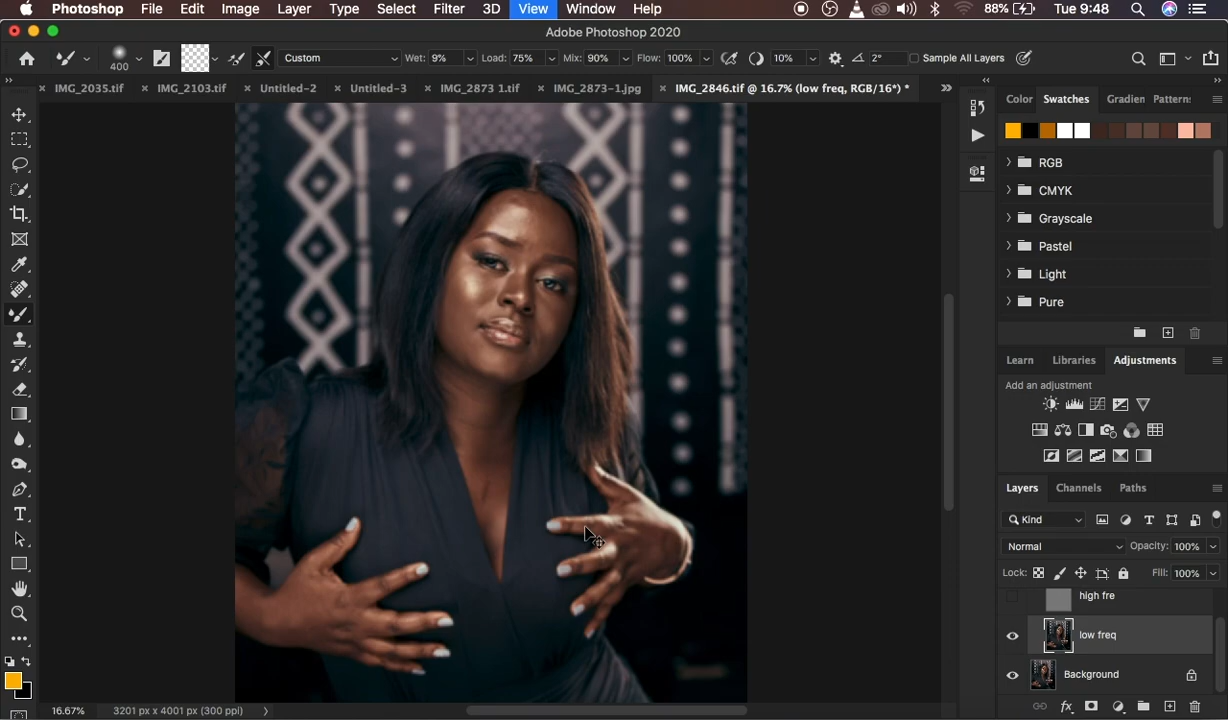 Photoshop File Edit Image Layer Type Select Filter 3D View Window Help 88% Tue 9:48
Adobe Photoshop 2020
400 Custom Wet: 9% Load: 75% Mix: 90% Flow: 100% 10% 2° Sample All Layers
IMG_2035.tif IMG_2103.tif Untitled-2 Untitled-3 IMG_2873 1.tif IMG_2873-1.jpg IMG_2846.tif @ 16.7% (low freq, RGB/16*) *
Color Swatches Gradien Pattern:
RGB
CMYK
Grayscale
Pastel
Light
Pure
Learn Libraries Adjustments
Add an adjustment
Layers Channels Paths
Kind
Normal Opacity: 100%
Lock: Fill: 100%
high fre
low freq
Background
16.67% 3201 px x 4001 px (300 ppi)